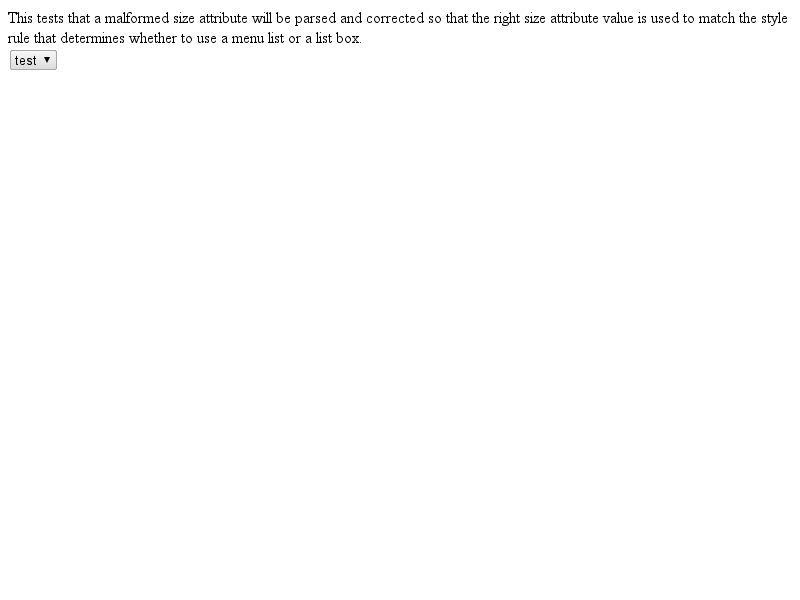 This tests that a malformed size attribute will be parsed and corrected so that the right size attribute value is used to match the style
rule that determines whether to use a menu list or a list box.
test